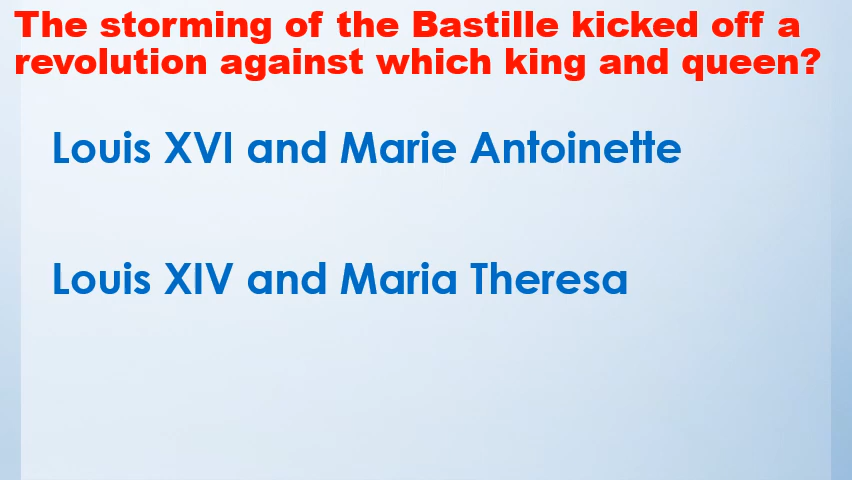 The storming of the Bastille kicked off a
revolution against which king and queen?
Louis XVI and Marie Antoinette
Louis XIV and Maria Theresa